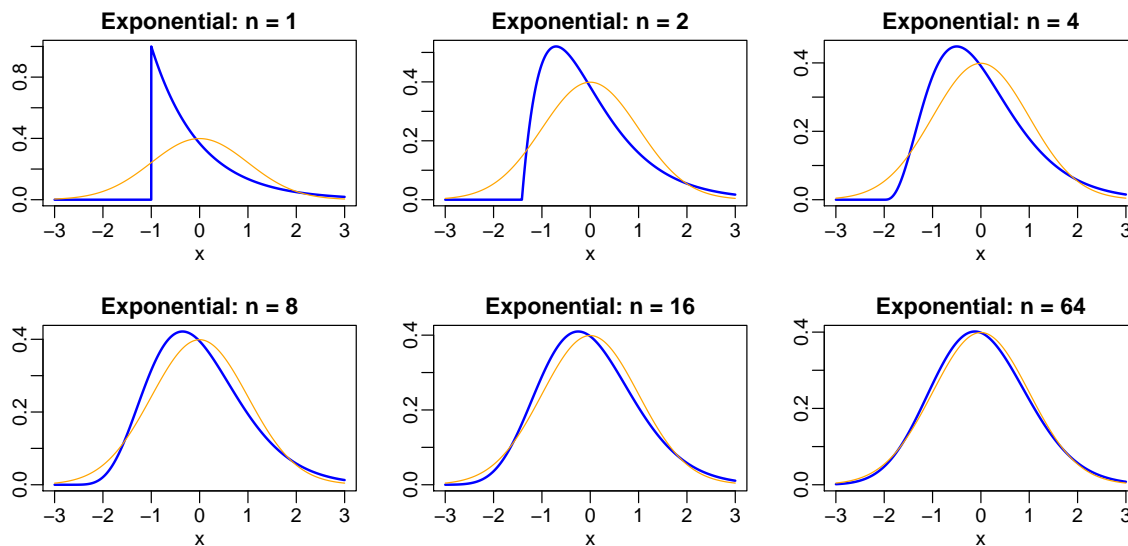 Exponential: n = 1
0.0 0.4 0.8
−3 −2 −1 0 1 2 3
x
Exponential: n = 2
0.0 0.2 0.4
−3 −2 −1 0 1 2 3
x
Exponential: n = 4
0.0 0.2 0.4
−3 −2 −1 0 1 2 3
x
Exponential: n = 8
0.0 0.2 0.4
−3 −2 −1 0 1 2 3
x
Exponential: n = 16
0.0 0.2 0.4
−3 −2 −1 0 1 2 3
x
Exponential: n = 64
0.0 0.2 0.4
−3 −2 −1 0 1 2 3
x